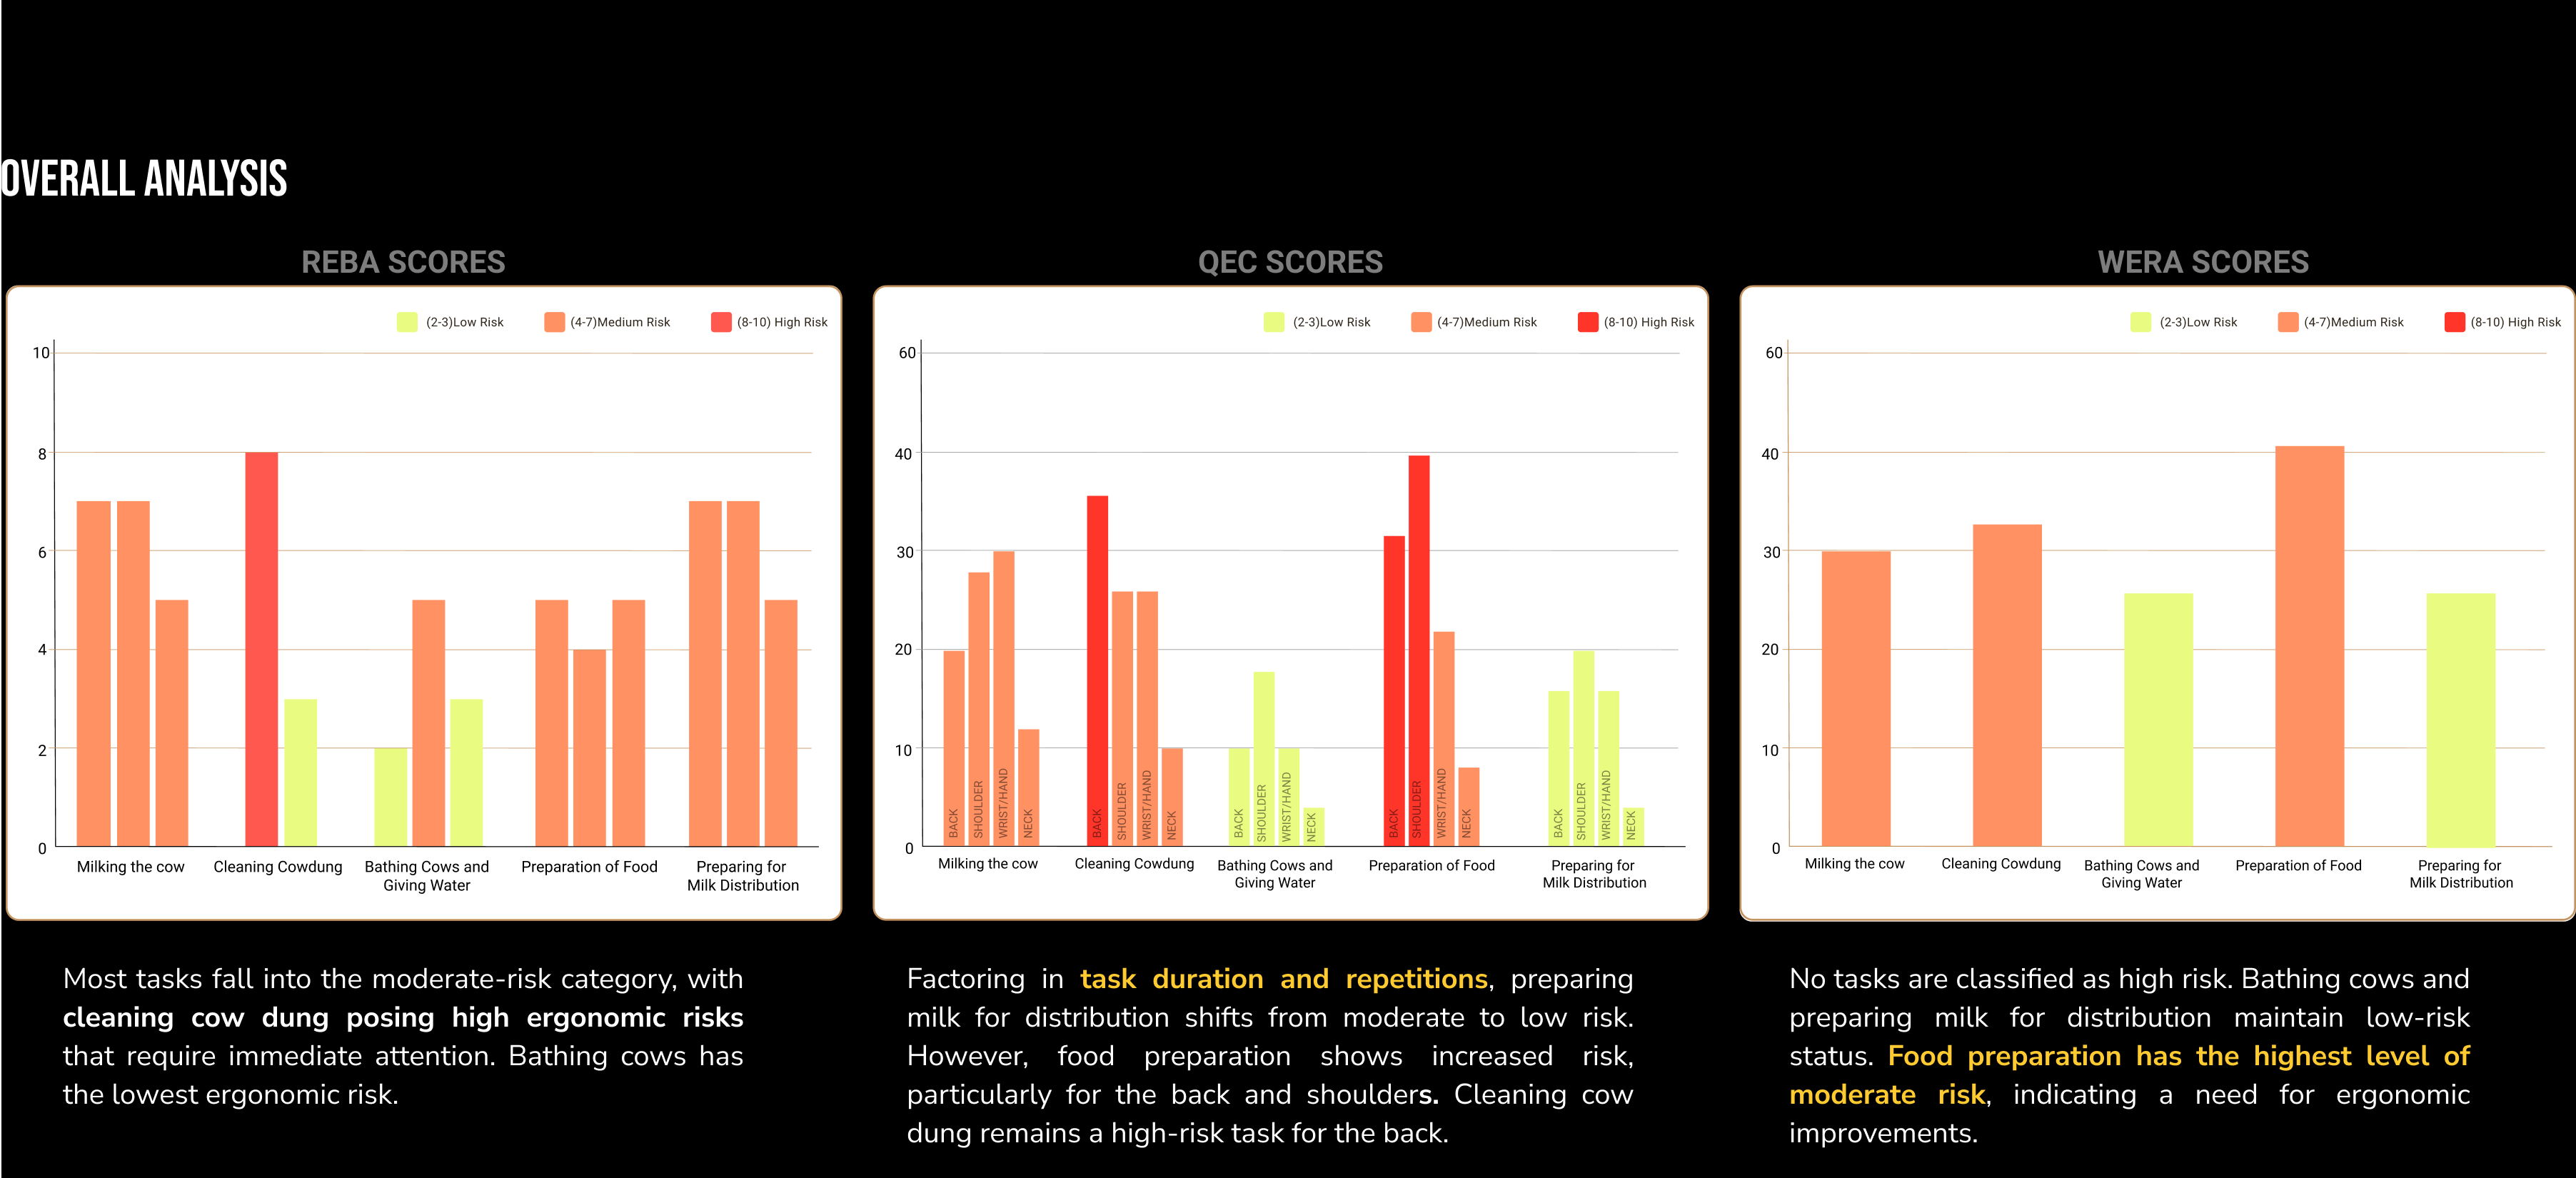 OVERALL ANALYSIS
REBA SCORES
(2-3)Low Risk
(4-7)Medium Risk
(8-10) High Risk
10
8
6
4
2
0
Milking the cow
Cleaning Cowdung
Bathing Cows and
Giving Water
Preparation of Food
Preparing for
Milk Distribution
Most tasks fall into the moderate-risk category, with
cleaning cow dung posing high ergonomic risks
that require immediate attention. Bathing cows has
the lowest ergonomic risk.
QEC SCORES
(2-3)Low Risk
(4-7)Medium Risk
(8-10) High Risk
60
40
30
20
10
0
BACK
SHOULDER
WRIST/HAND
NECK
BACK
SHOULDER
WRIST/HAND
NECK
BACK
SHOULDER
WRIST/HAND
NECK
BACK
SHOULDER
WRIST/HAND
NECK
BACK
SHOULDER
WRIST/HAND
NECK
Milking the cow
Cleaning Cowdung
Bathing Cows and
Giving Water
Preparation of Food
Preparing for
Milk Distribution
Factoring in task duration and repetitions, preparing
milk for distribution shifts from moderate to low risk.
However, food preparation shows increased risk,
particularly for the back and shoulders. Cleaning cow
dung remains a high-risk task for the back.
WERA SCORES
(2-3)Low Risk
(4-7)Medium Risk
(8-10) High Risk
60
40
30
20
10
0
Milking the cow
Cleaning Cowdung
Bathing Cows and
Giving Water
Preparation of Food
Preparing for
Milk Distribution
No tasks are classified as high risk. Bathing cows and
preparing milk for distribution maintain low-risk
status. Food preparation has the highest level of
moderate risk, indicating a need for ergonomic
improvements.